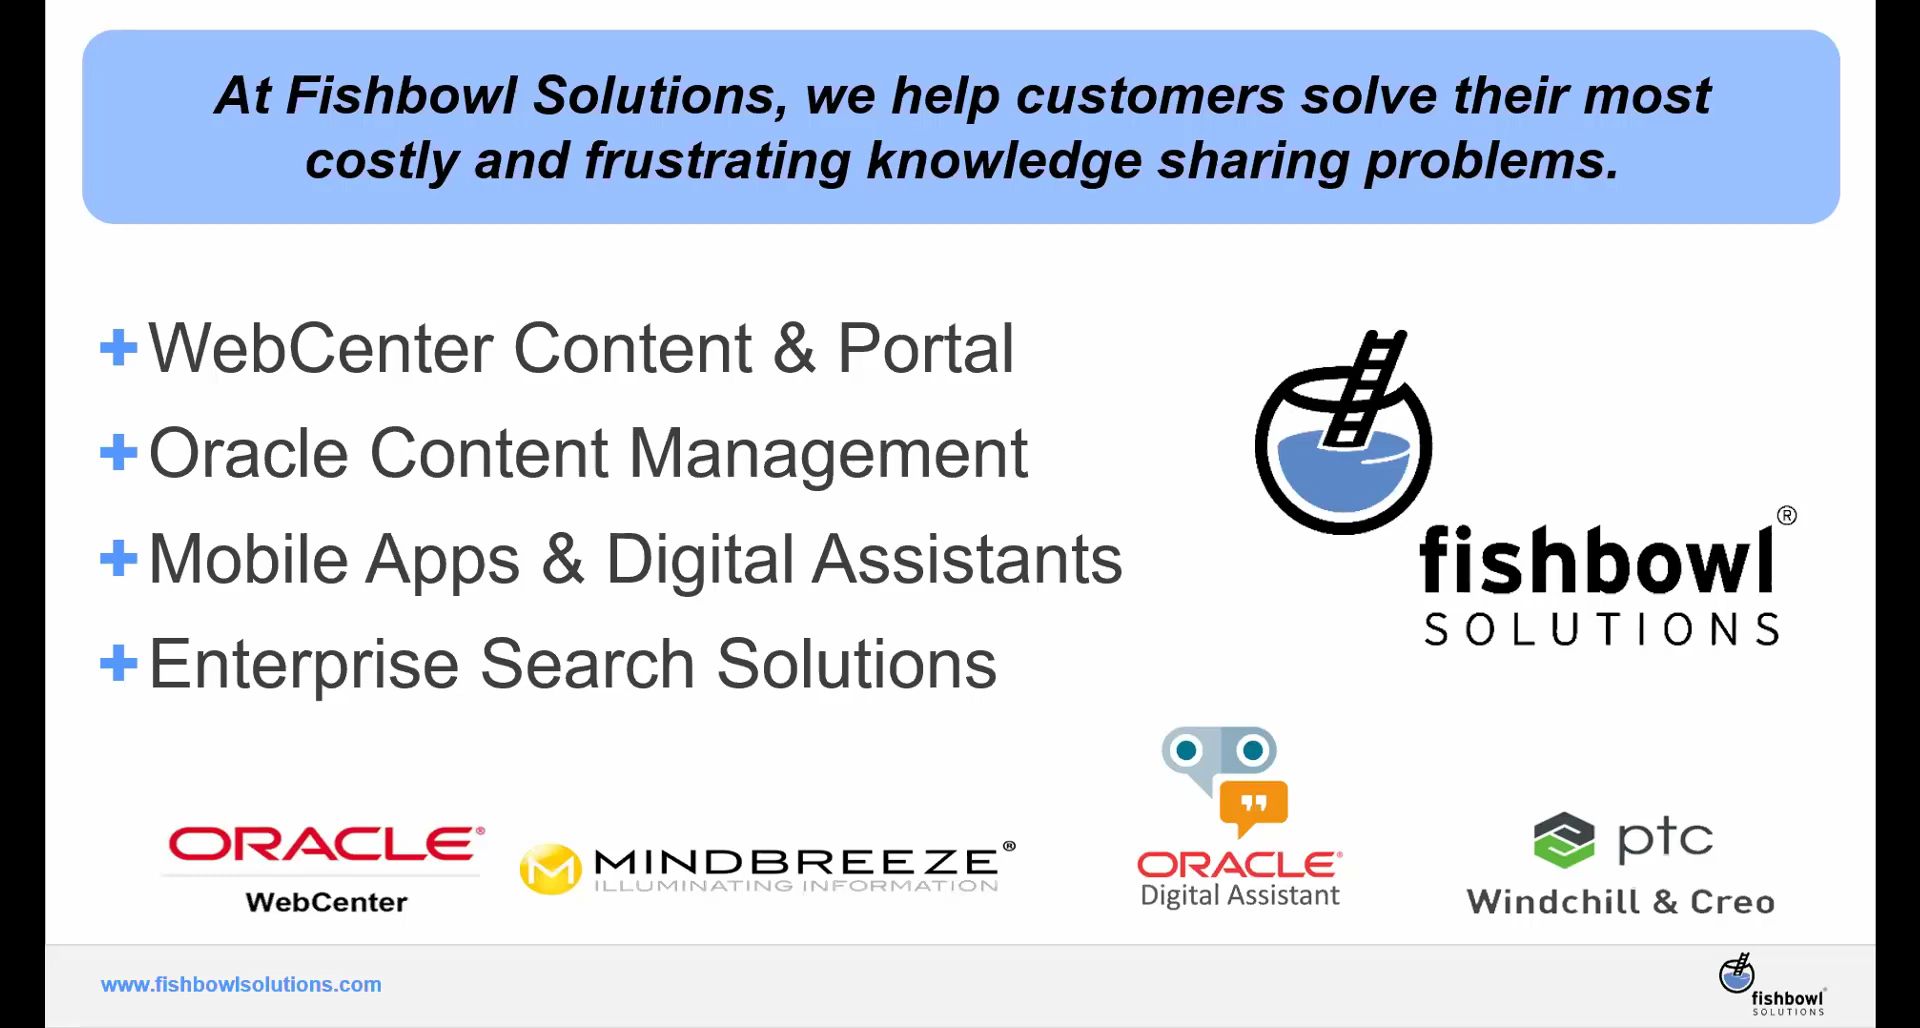 At Fishbowl Solutions, we help customers solve their most
costly and frustrating knowledge sharing problems.
WebCenter Content & Portal
Oracle Content Management
Mobile Apps & Digital Assistants
Enterprise Search Solutions
fishbowl®
SOLUTIONS
ORACLE®
WebCenter
M MINDBREEZE®
ILLUMINATING INFORMATION
ORACLE®
Digital Assistant
ptc
Windchill & Creo
www.fishbowlsolutions.com
fishbowl®
SOLUTIONS